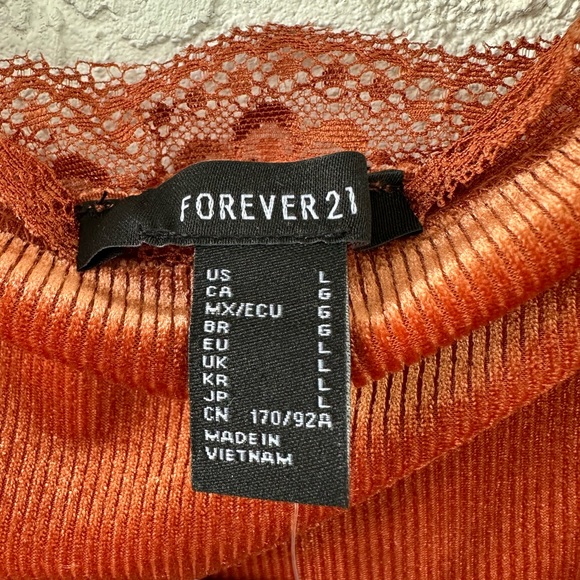 FOREVER 21
US L
CA G
MX/ECU G
BR G
EU L
UK L
KR L
JP L
CN 170/92A
MADE IN
VIETNAM